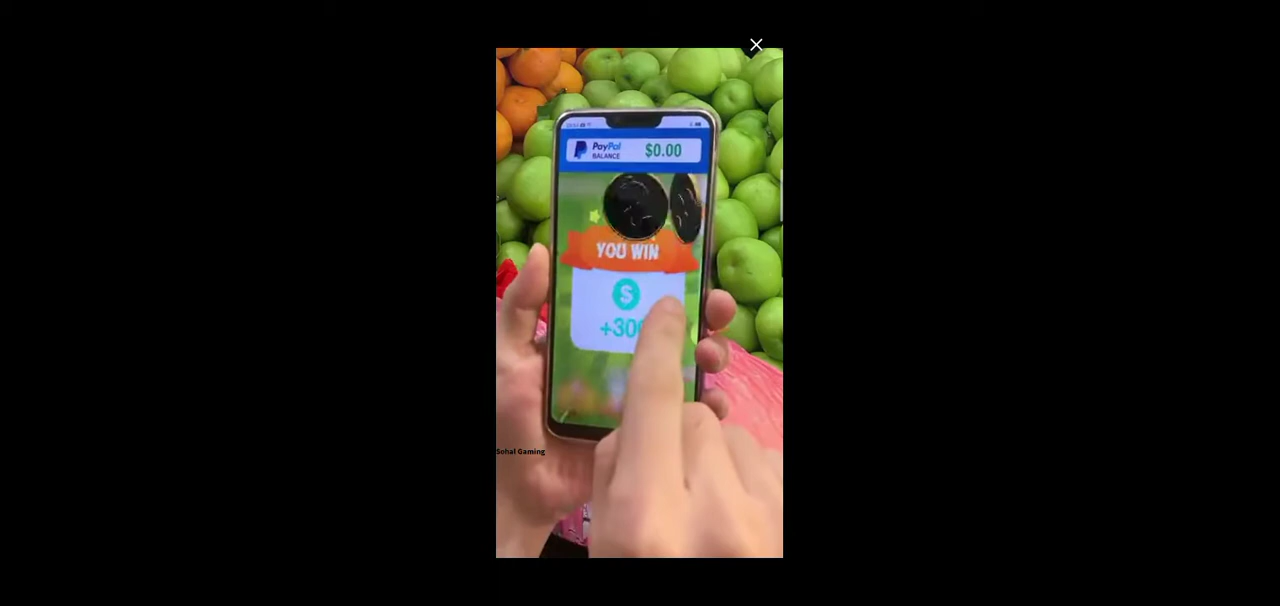 PayPal
BALANCE
$0.00
YOU WIN
$
+300
Sohal Gaming